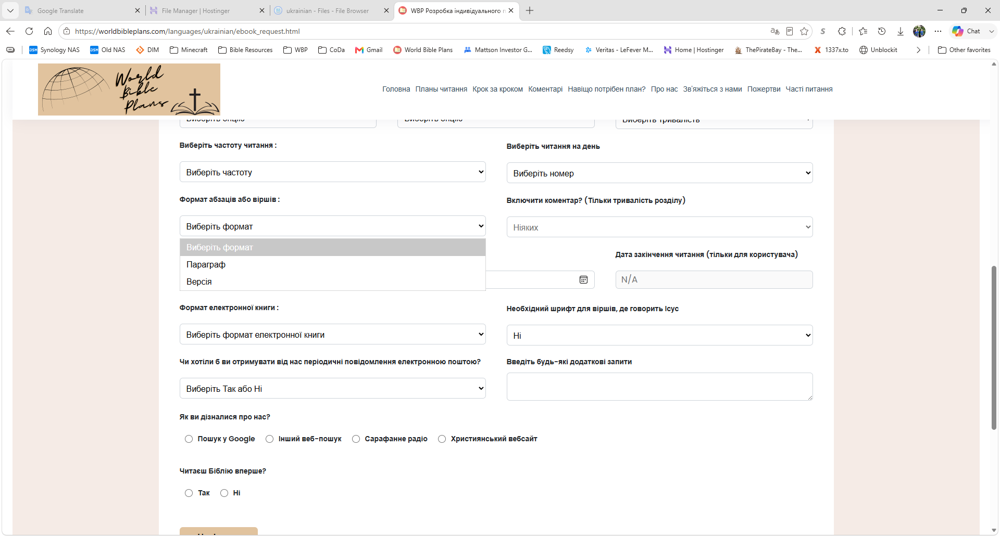 Google Translate
File Manager | Hostinger
ukrainian - Files - File Browser
WBP Розробка індивідуального
https://worldbibleplans.com/languages/ukrainian/ebook_request.html
Chat
Synology NAS
Old NAS
DIM
Minecraft
Bible Resources
WBP
CoDa
Gmail
World Bible Plans
Mattson Investor G...
Reedsy
Veritas - LeFever M...
Home | Hostinger
ThePirateBay - The...
1337x.to
Unblockit
Other favorites
World
Bible
Plans
Головна Планы читання Крок за кроком Коментарі Навіщо потрібен план? Про нас Зв'яжіться з нами Пожертви Часті питання
Виберіть опцію
Виберіть опцію
Виберіть тривалість
Виберіть частоту читання :
Виберіть читання на день
Виберіть частоту
Виберіть номер
Формат абзаців або віршів :
Включити коментар? (Тільки тривалість розділу)
Виберіть формат
Ніяких
Виберіть формат
Параграф
Версія
Дата закінчення читання (тільки для користувача)
N/A
Формат електронної книги :
Необхідний шрифт для віршів, де говорить Ісус
Виберіть формат електронної книги
Ні
Чи хотіли б ви отримувати від нас періодичні повідомлення електронною поштою?
Введіть будь-які додаткові запити
Виберіть Так або Ні
Як ви дізналися про нас?
Пошук у Google
Інший веб-пошук
Сарафанне радіо
Християнський вебсайт
Читаєш Біблію вперше?
Так
Ні